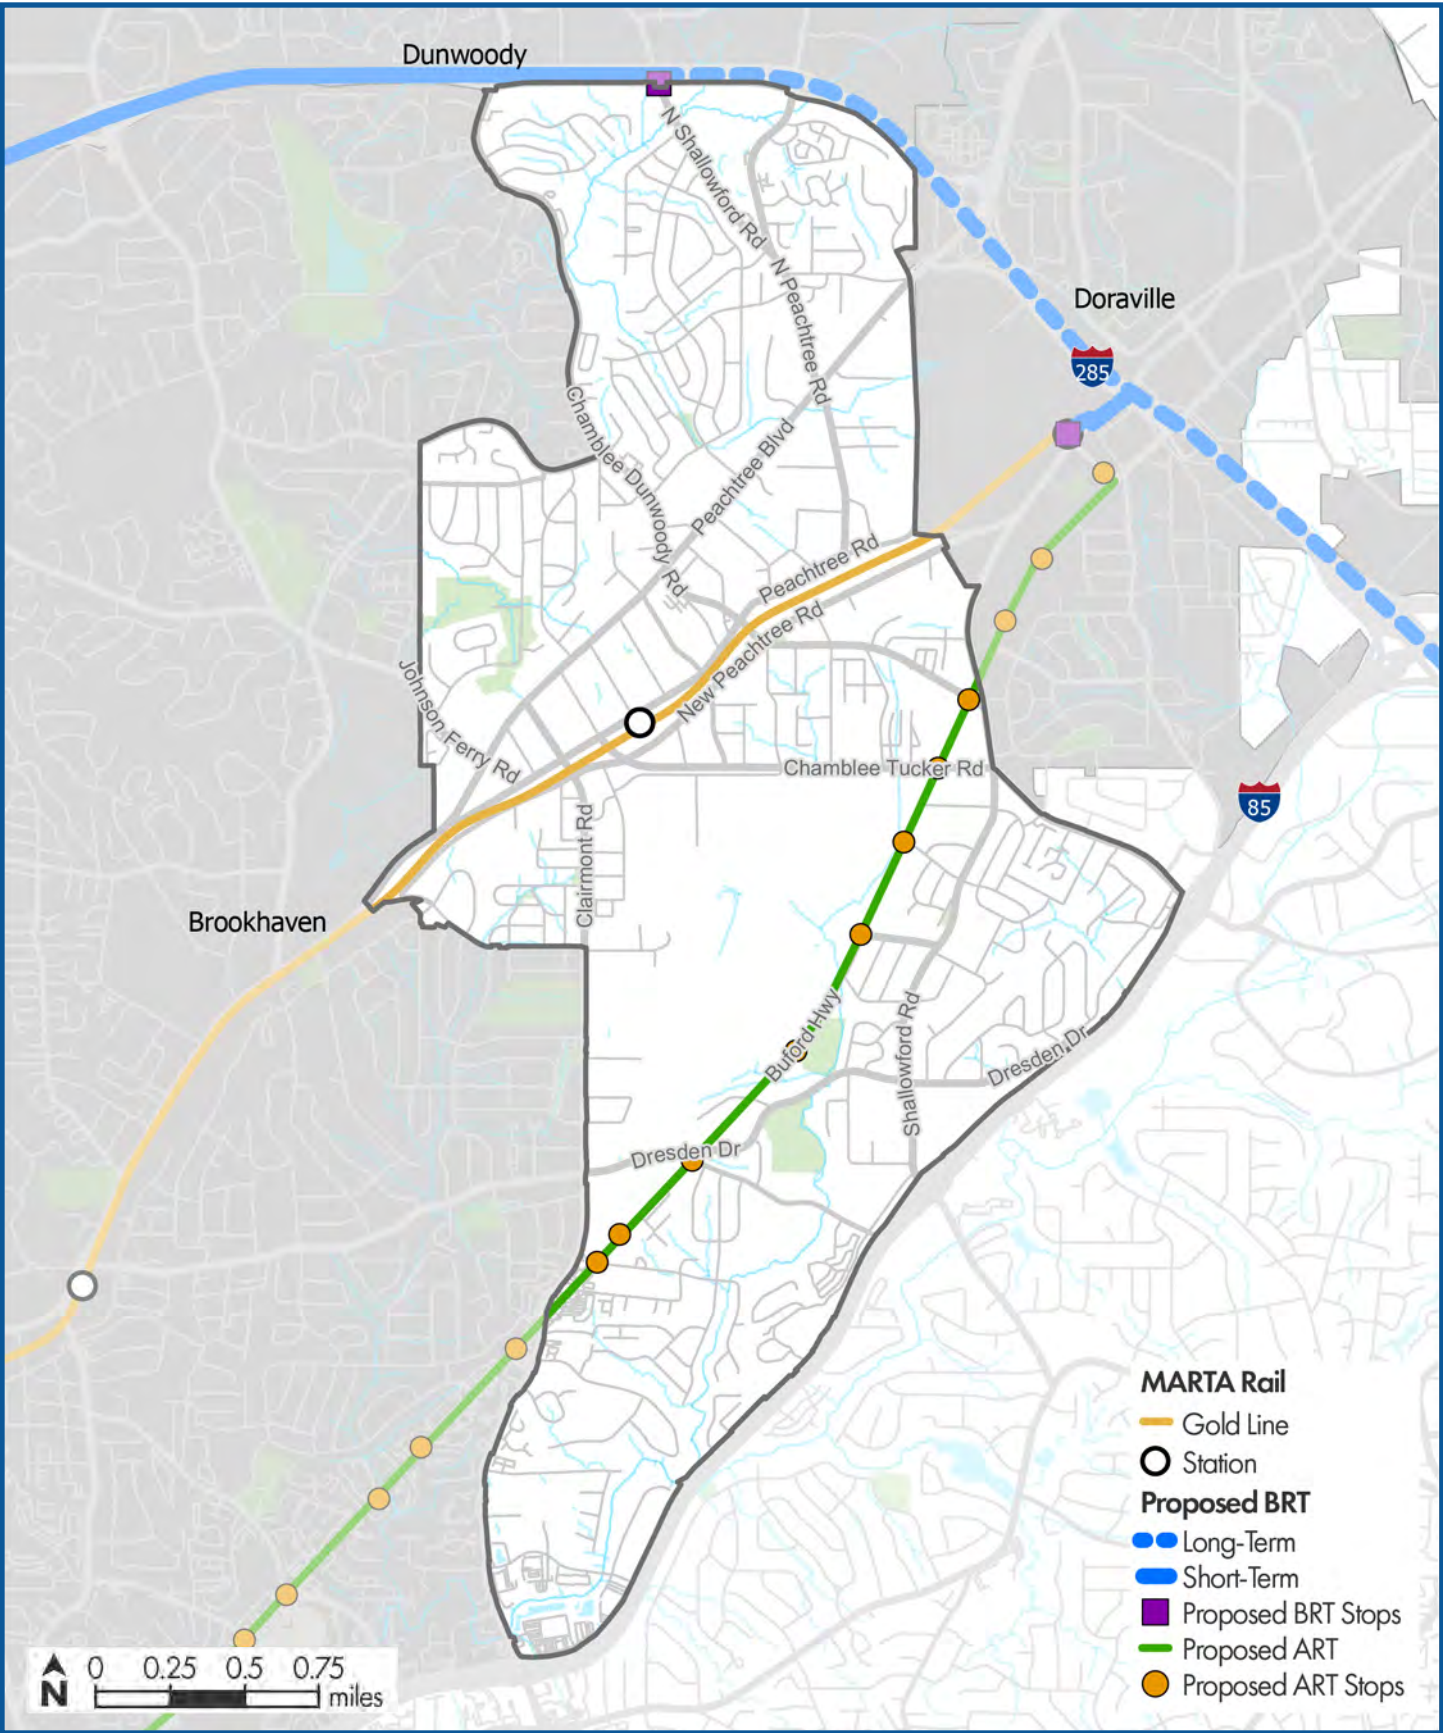 Dunwoody
N Shallowford Rd
N Peachtree Rd
Doraville
285
Chamblee Dunwoody Rd
Peachtree Blvd
Peachtree Rd
New Peachtree Rd
Johnson Ferry Rd
Chamblee Tucker Rd
85
Clairmont Rd
Brookhaven
Buford Hwy
Shallowford Rd
Dresden Dr
Dresden Dr
MARTA Rail
Gold Line
Station
Proposed BRT
Long-Term
Short-Term
Proposed BRT Stops
Proposed ART
Proposed ART Stops
N
0 0.25 0.5 0.75
miles